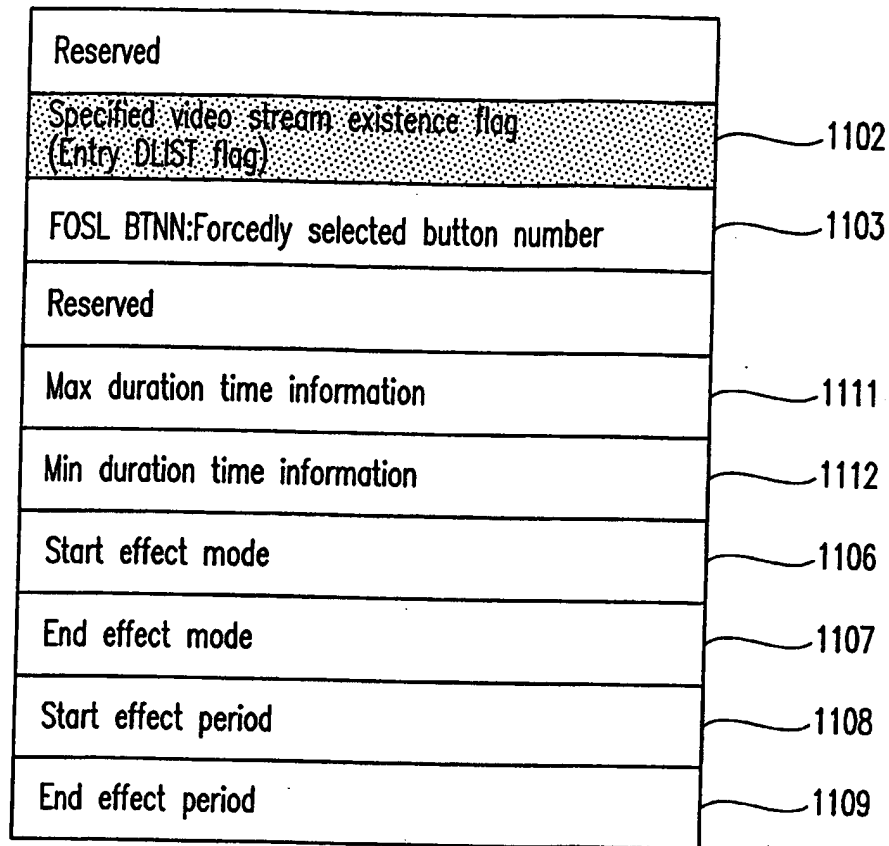 Reserved
Specified video stream existence flag
(Entry DLIST flag)
1102
FOSL BTNN:Forcedly selected button number
1103
Reserved
Max duration time information
1111
Min duration time information
1112
Start effect mode
1106
End effect mode
1107
Start effect period
1108
End effect period
1109